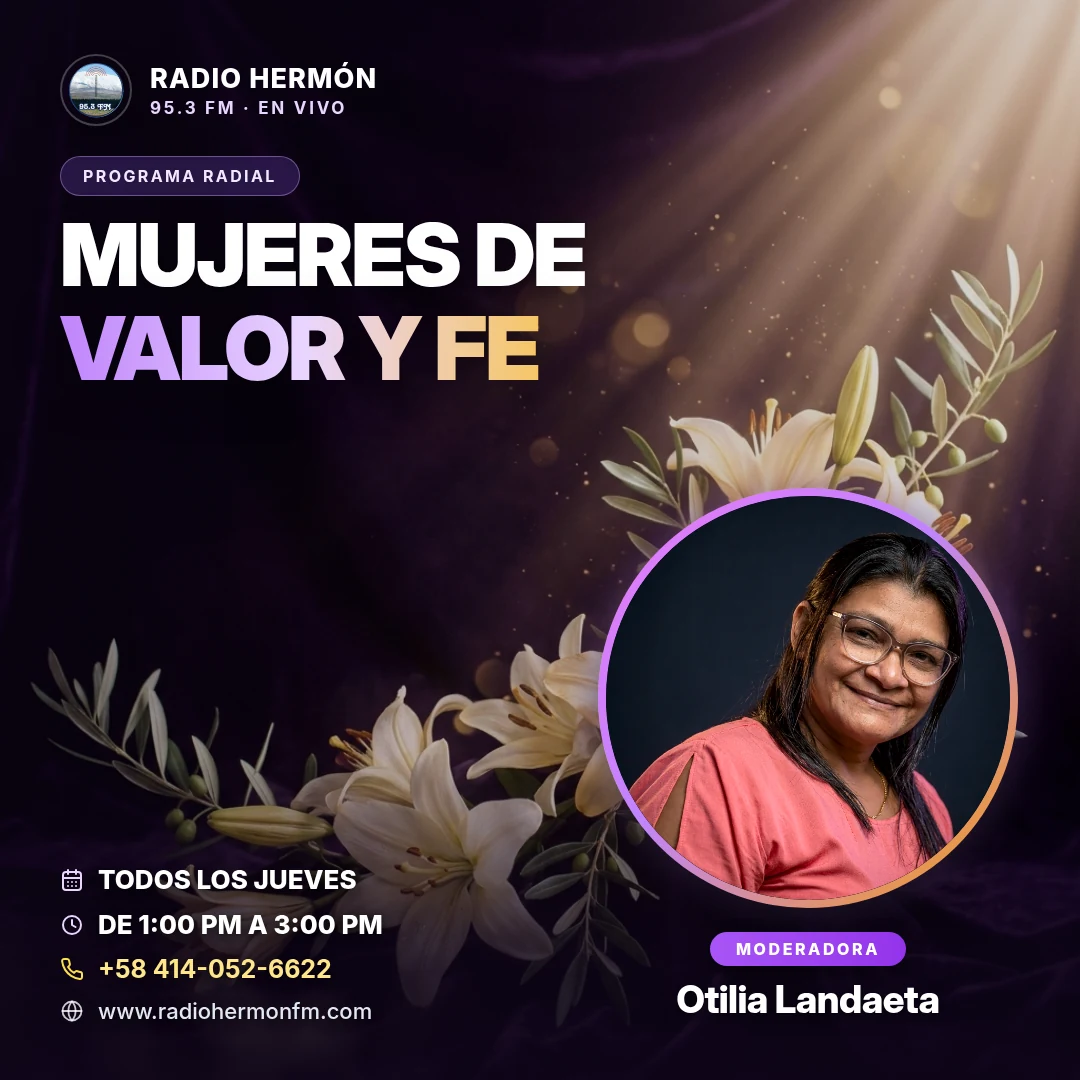 RADIO HERMÓN
95.3 FM · EN VIVO
PROGRAMA RADIAL
MUJERES DE
VALOR Y FE
TODOS LOS JUEVES
DE 1:00 PM A 3:00 PM
+58 414-052-6622
www.radiohermonfm.com
MODERADORA
Otilia Landaeta